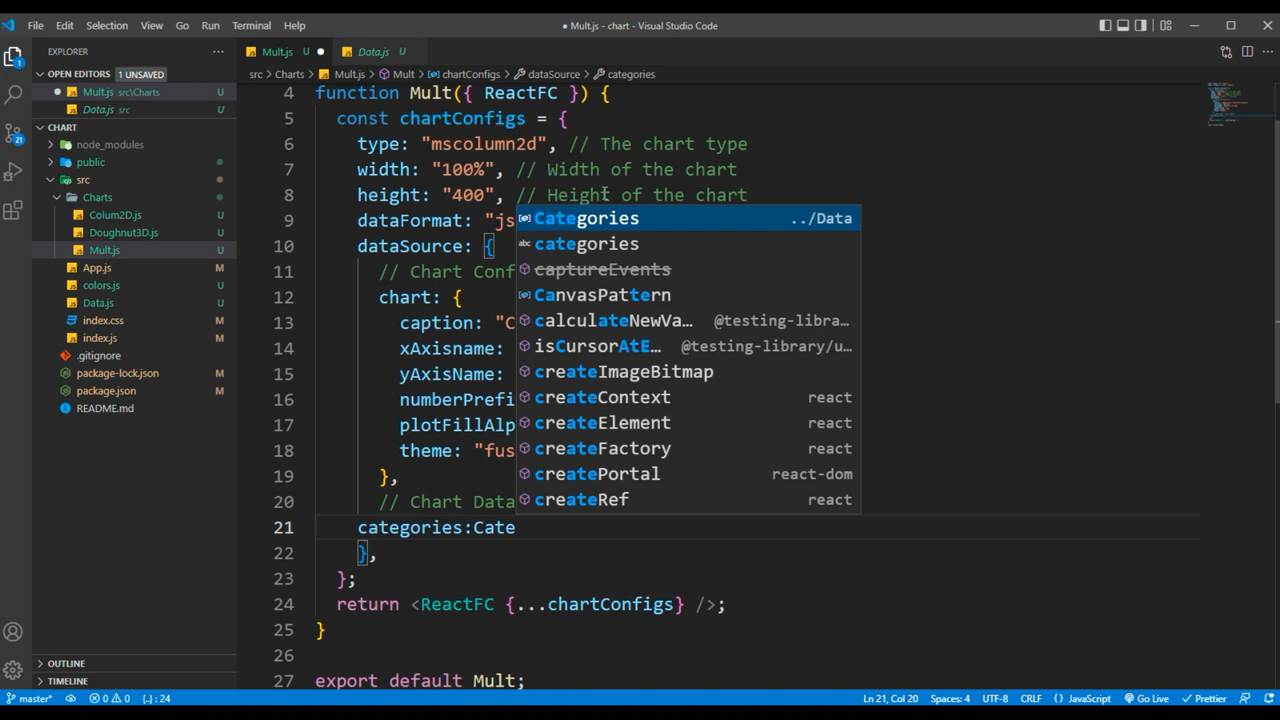 File Edit Selection View Go Run Terminal Help
● Mult.js - chart - Visual Studio Code
EXPLORER
OPEN EDITORS 1 UNSAVED
Mult.js src\Charts U
Data.js src U
CHART
node_modules
public
src
Charts
Colum2D.js U
Doughnut3D.js U
Mult.js U
App.js M
colors.js U
Data.js U
index.css M
index.js M
.gitignore
package-lock.json M
package.json M
README.md
OUTLINE
TIMELINE
1
21
Mult.js U ●
Data.js U
src > Charts > Mult.js > Mult > chartConfigs > dataSource > categories
4 function Mult({ ReactFC }) {
5 const chartConfigs = {
6 type: "mscolumn2d", // The chart type
7 width: "100%", // Width of the chart
8 height: "400", // Height of the chart
9 dataFormat: "js
10 dataSource: {
11 // Chart Conf
12 chart: {
13 caption: "C
14 xAxisname:
15 yAxisName:
16 numberPrefi
17 plotFillAlp
18 theme: "fus
19 },
20 // Chart Data
21 categories:Cate
22 },
23 };
24 return <ReactFC {...chartConfigs} />;
25 }
26
27 export default Mult;
Categories ../Data
categories
captureEvents
CanvasPattern
calculateNewVa… @testing-libra…
isCursorAtE… @testing-library/u…
createImageBitmap
createContext react
createElement react
createFactory react
createPortal react-dom
createRef react
master* 0 0 {..}: 24
Ln 21, Col 20 Spaces: 4 UTF-8 CRLF {} JavaScript Go Live Prettier